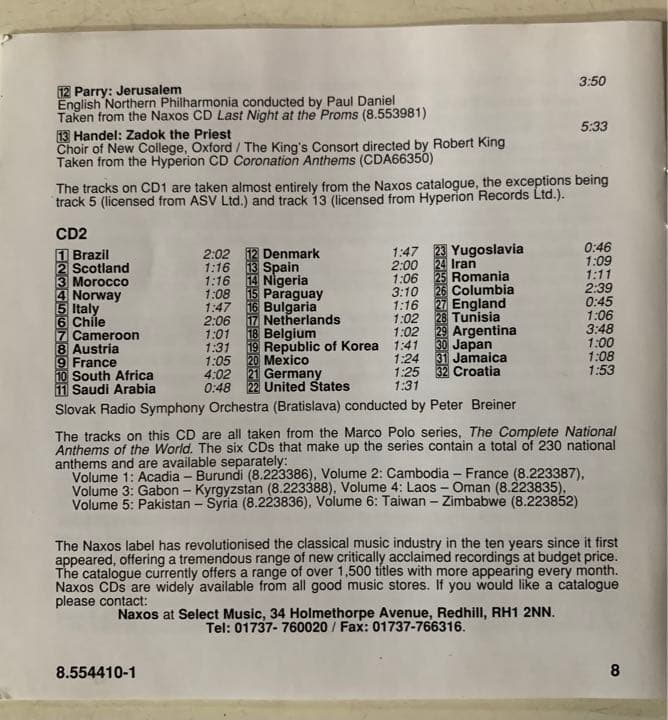 12 Parry: Jerusalem 3:50
English Northern Philharmonia conducted by Paul Daniel
Taken from the Naxos CD Last Night at the Proms (8.553981)
13 Handel: Zadok the Priest 5:33
Choir of New College, Oxford / The King's Consort directed by Robert King
Taken from the Hyperion CD Coronation Anthems (CDA66350)
The tracks on CD1 are taken almost entirely from the Naxos catalogue, the exceptions being
track 5 (licensed from ASV Ltd.) and track 13 (licensed from Hyperion Records Ltd.).
CD2
1 Brazil 2:02
2 Scotland 1:16
3 Morocco 1:16
4 Norway 1:08
5 Italy 1:47
6 Chile 2:06
7 Cameroon 1:01
8 Austria 1:31
9 France 1:05
10 South Africa 4:02
11 Saudi Arabia 0:48
12 Denmark 1:47
13 Spain 2:00
14 Nigeria 1:06
15 Paraguay 3:10
16 Bulgaria 1:16
17 Netherlands 1:02
18 Belgium 1:02
19 Republic of Korea 1:41
20 Mexico 1:24
21 Germany 1:25
22 United States 1:31
23 Yugoslavia 0:46
24 Iran 1:09
25 Romania 1:11
26 Columbia 2:39
27 England 0:45
28 Tunisia 1:06
29 Argentina 3:48
30 Japan 1:00
31 Jamaica 1:08
32 Croatia 1:53
Slovak Radio Symphony Orchestra (Bratislava) conducted by Peter Breiner
The tracks on this CD are all taken from the Marco Polo series, The Complete National
Anthems of the World. The six CDs that make up the series contain a total of 230 national
anthems and are available separately:
Volume 1: Acadia – Burundi (8.223386), Volume 2: Cambodia – France (8.223387),
Volume 3: Gabon – Kyrgyzstan (8.223388), Volume 4: Laos – Oman (8.223835),
Volume 5: Pakistan – Syria (8.223836), Volume 6: Taiwan – Zimbabwe (8.223852)
The Naxos label has revolutionised the classical music industry in the ten years since it first
appeared, offering a tremendous range of new critically acclaimed recordings at budget price.
The catalogue currently offers a range of over 1,500 titles with more appearing every month.
Naxos CDs are widely available from all good music stores. If you would like a catalogue
please contact:
Naxos at Select Music, 34 Holmethorpe Avenue, Redhill, RH1 2NN.
Tel: 01737- 760020 / Fax: 01737-766316.
8.554410-1 8